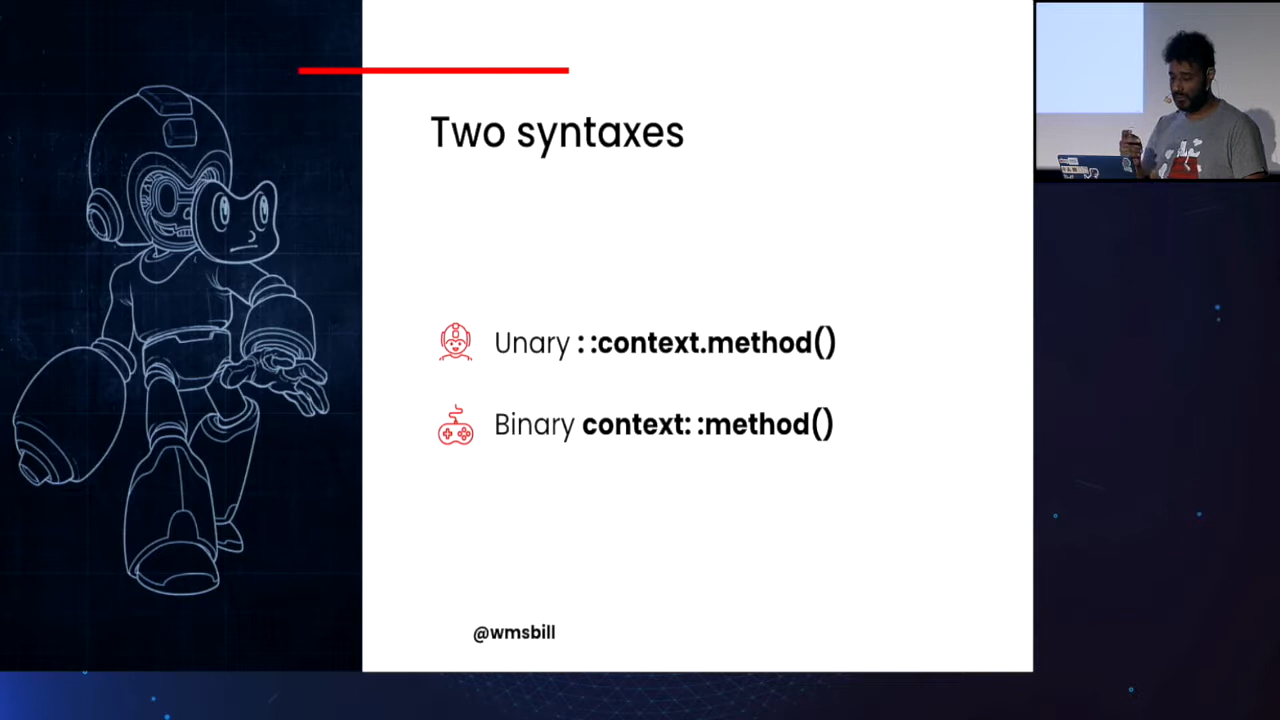 Two syntaxes
Unary ::context.method()
Binary context::method()
@wmsbill